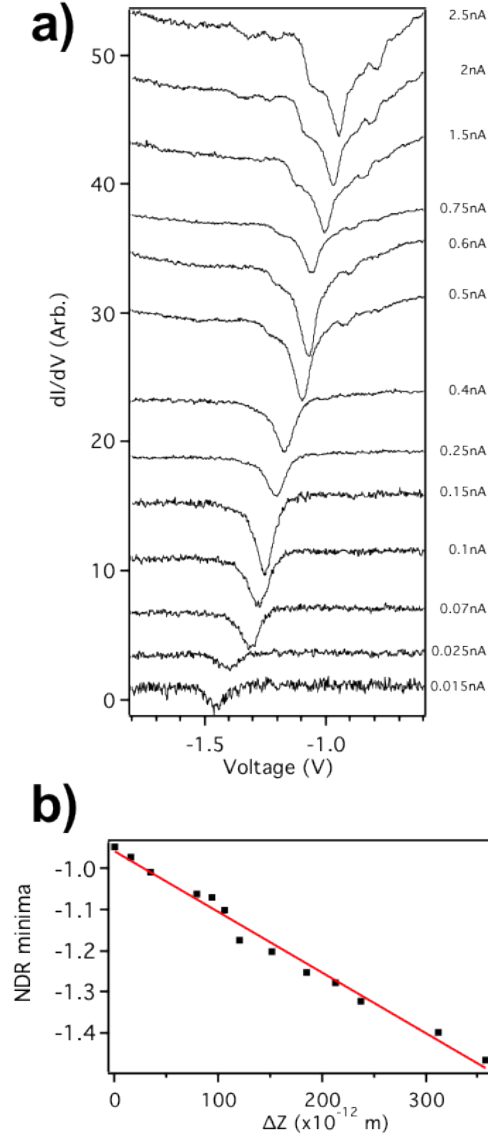 a)
2.5nA
50
2nA
1.5nA
40
0.75nA
0.6nA
0.5nA
30
dI/dV (Arb.)
0.4nA
20
0.25nA
0.15nA
0.1nA
10
0.07nA
0.025nA
0
0.015nA
-1.5 -1.0
Voltage (V)
b)
-1.0
-1.1
NDR minima
-1.2
-1.3
-1.4
0 100 200 300
ΔZ (x10⁻¹² m)